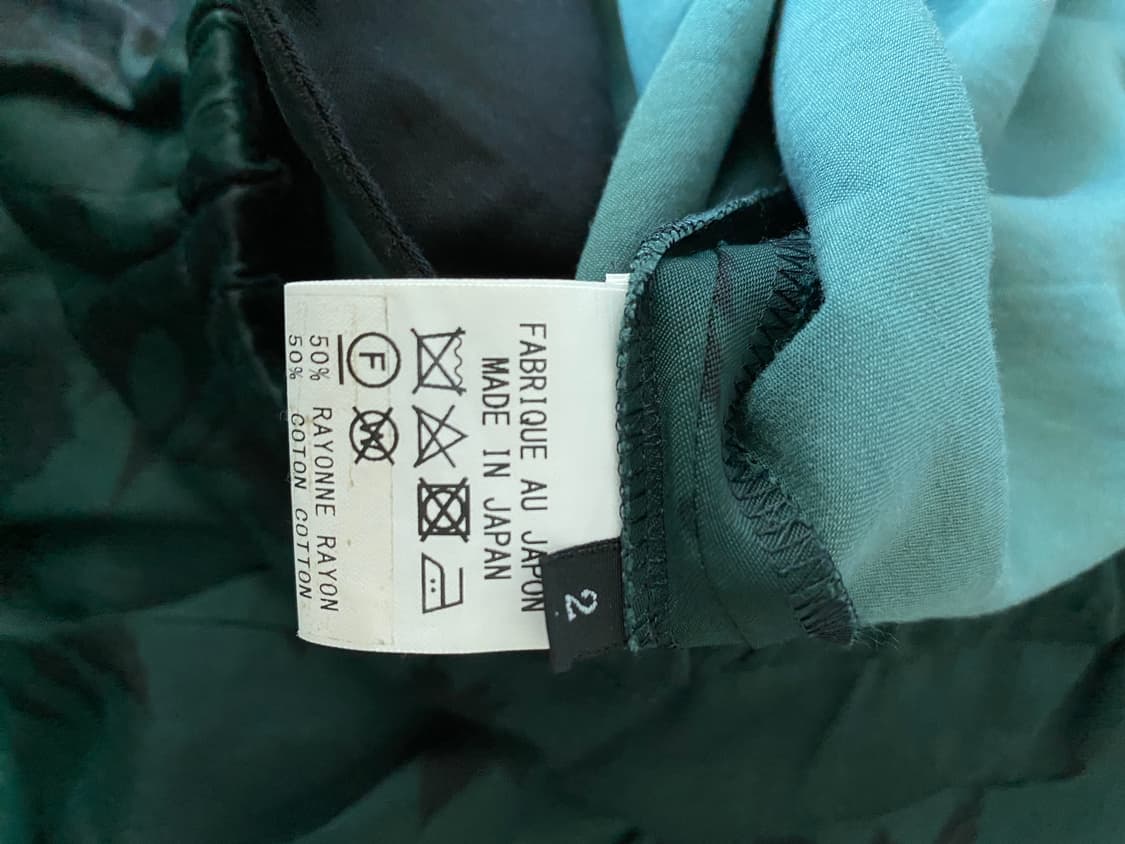 FABRIQUE AU JAPON
MADE IN JAPAN
F W
50% RAYONNE RAYON
50% COTON COTTON
2